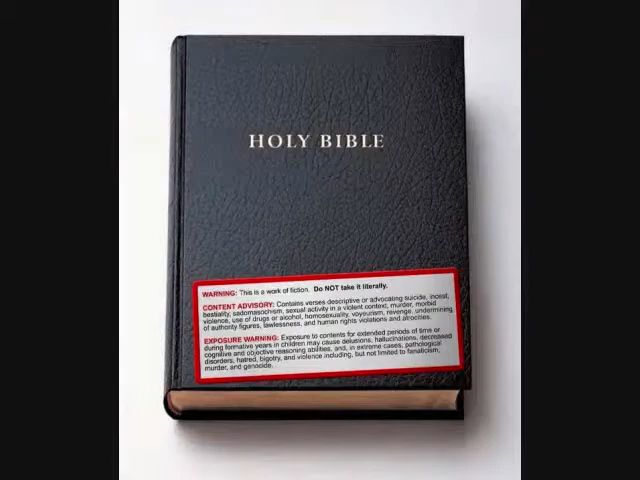 HOLY BIBLE
WARNING: This is a work of fiction. Do NOT take it literally.
CONTENT ADVISORY: Contains verses descriptive or advocating suicide, incest,
bestiality, sadomasochism, sexual activity in a violent context, murder, morbid
violence, use of drugs or alcohol, homosexuality, voyeurism, revenge, undermining
of authority figures, lawlessness, and human rights violations and atrocities.
EXPOSURE WARNING: Exposure to contents for extended periods of time or
during formative years in children may cause delusions, hallucinations, decreased
cognitive and objective reasoning abilities, and, in extreme cases, pathological
disorders, hatred, bigotry, and violence including, but not limited to fanaticism,
murder, and genocide.